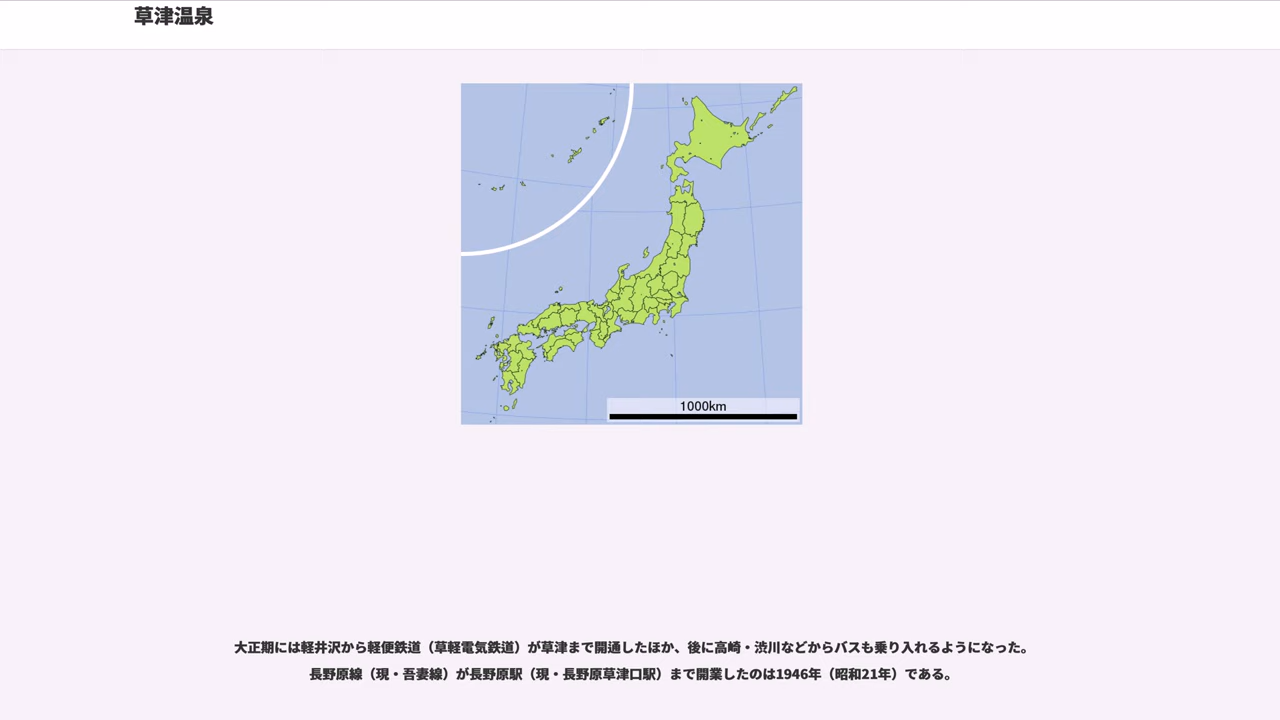 草津温泉
1000km
大正期には軽井沢から軽便鉄道（草軽電気鉄道）が草津まで開通したほか、後に高崎・渋川などからバスも乗り入れるようになった。
長野原線（現・吾妻線）が長野原駅（現・長野原草津口駅）まで開業したのは1946年（昭和21年）である。